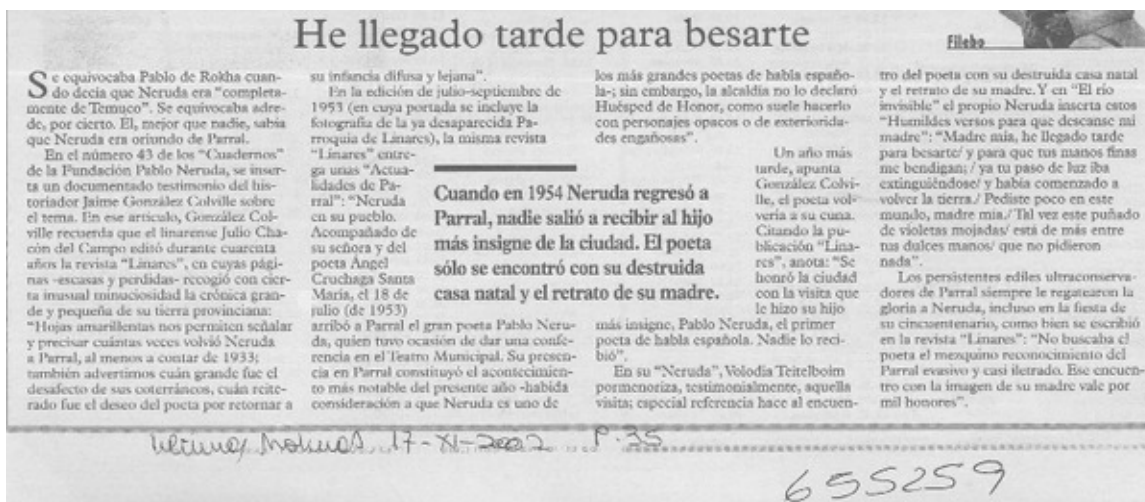 He llegado tarde para besarte
Filebo
Se equivocaba Pablo de Rokha cuan-
do decía que Neruda era "completa-
mente de Temuco". Se equivocaba adre-
de, por cierto. El, mejor que nadie, sabía
que Neruda era oriundo de Parral.
En el número 43 de los "Cuadernos"
de la Fundación Pablo Neruda, se inser-
ta un documentado testimonio del his-
toriador Jaime González Colville sobre
el tema. En ese artículo, González Col-
ville recuerda que el linarense Julio Cha-
cón del Campo editó durante cuarenta
años la revista "Linares", en cuyas pági-
nas -escasas y perdidas- recogió con cier-
ta inusual minuciosidad la crónica gran-
de y pequeña de su tierra provinciana:
"Hojas amarillentas nos permiten señalar
y precisar cuántas veces volvió Neruda
a Parral, al menos a contar de 1933;
también advertimos cuán grande fue el
desafecto de sus coterráneos, cuán reite-
rado fue el deseo del poeta por retornar a
su infancia difusa y lejana".
En la edición de julio-septiembre de
1953 (en cuya portada se incluye la
fotografía de la ya desaparecida Pa-
rroquia de Linares), la misma revista
"Linares" entre-
ga unas "Actua-
lidades de Pa-
rral": "Neruda
en su pueblo.
Acompañado de
su señora y del
poeta Ángel
Cruchaga Santa
María, el 18 de
julio (de 1953)
arribó a Parral el gran poeta Pablo Neru-
da, quien tuvo ocasión de dar una confe-
rencia en el Teatro Municipal. Su presen-
cia en Parral constituyó el acontecimien-
to más notable del presente año -habida
consideración a que Neruda es uno de
Cuando en 1954 Neruda regresó a
Parral, nadie salió a recibir al hijo
más insigne de la ciudad. El poeta
sólo se encontró con su destruida
casa natal y el retrato de su madre.
los más grandes poetas de habla españo-
la-; sin embargo, la alcaldía no lo declaró
Huésped de Honor, como suele hacerlo
con personajes opacos o de exteriorida-
des engañosas".
Un año más
tarde, apunta
González Colvi-
lle, el poeta vol-
vería a su cuna.
Citando la pu-
blicación "Lina-
res", anota: "Se
honró la ciudad
con la visita que
le hizo su hijo
más insigne, Pablo Neruda, el primer
poeta de habla española. Nadie lo reci-
bió".
En su "Neruda", Volodia Teitelboim
pormenoriza, testimonialmente, aquella
visita; especial referencia hace al encuen-
tro del poeta con su destruida casa natal
y el retrato de su madre. Y en "El río
invisible" el propio Neruda inserta estos
"Humildes versos para que descanse mi
madre": "Madre mía, he llegado tarde
para besarte/ y para que tus manos finas
me bendigan; / ya tu paso de luz iba
extinguiéndose/ y había comenzado a
volver la tierra./ Pediste poco en este
mundo, madre mía./ Tal vez este puñado
de violetas mojadas/ está de más entre
tus dulces manos/ que no pidieron
nada".
Los persistentes ediles ultraconserva-
dores de Parral siempre le regatearon la
gloria a Neruda, incluso en la fiesta de
su cincuentenario, como bien se escribió
en la revista "Linares": "No buscaba el
poeta el mezquino reconocimiento del
Parral evasivo y casi iletrado. Ese encuen-
tro con la imagen de su madre vale por
mil honores".
Últimas Noticias 17-XI-2002 P. 35
655259